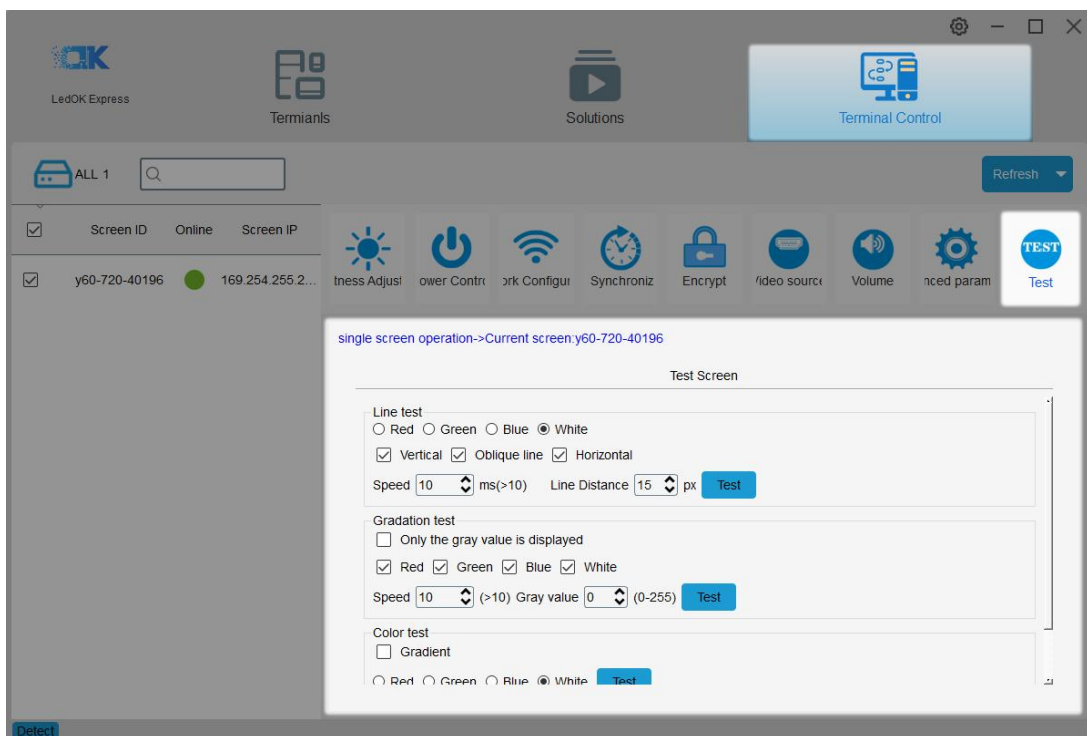 LedOK Express
Termianls
Solutions
Terminal Control
ALL 1
Refresh
Screen ID Online Screen IP
y60-720-40196 169.254.255.2...
tness Adjust ower Contro ork Configur Synchroniz Encrypt Video source Volume nced param TEST Test
single screen operation->Current screen:y60-720-40196
Test Screen
Line test
Red Green Blue White
Vertical Oblique line Horizontal
Speed 10 ms(>10) Line Distance 15 px Test
Gradation test
Only the gray value is displayed
Red Green Blue White
Speed 10 (>10) Gray value 0 (0-255) Test
Color test
Gradient
Red Green Blue White Test
Detect